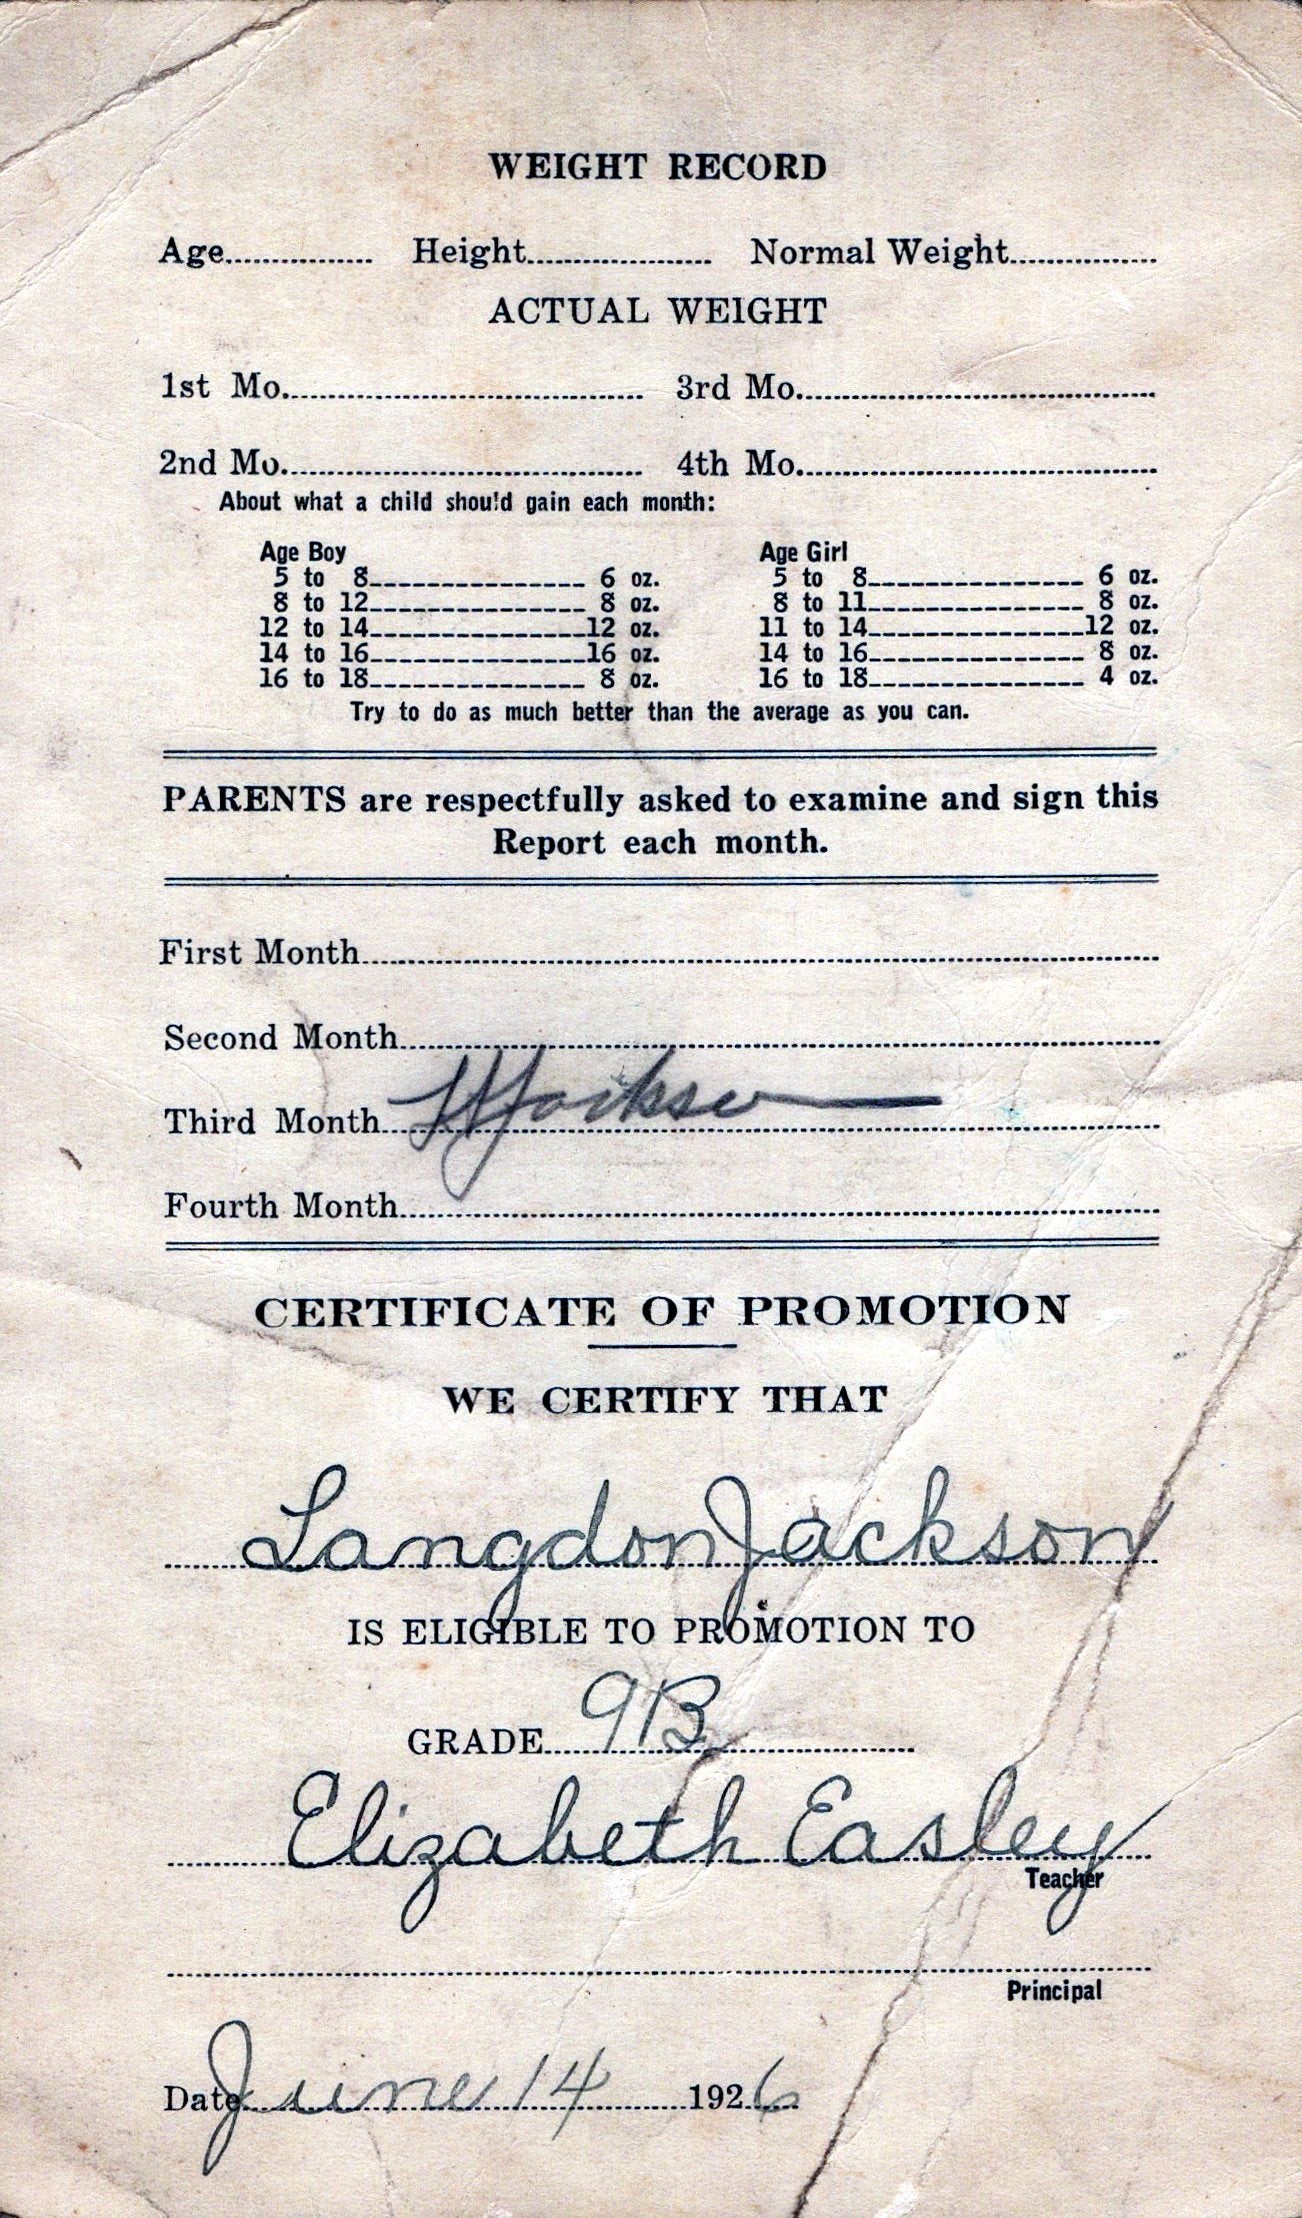 WEIGHT RECORD
Age............... Height................... Normal Weight...............
ACTUAL WEIGHT
1st Mo. 3rd Mo.
2nd Mo. 4th Mo.
About what a child should gain each month:
Age Boy Age Girl
5 to 8 6 oz. 5 to 8 6 oz.
8 to 12 8 oz. 8 to 11 8 oz.
12 to 14 12 oz. 11 to 14 12 oz.
14 to 16 16 oz. 14 to 16 8 oz.
16 to 18 8 oz. 16 to 18 4 oz.
Try to do as much better than the average as you can.
PARENTS are respectfully asked to examine and sign this
Report each month.
First Month
Second Month
Third Month Jackson
Fourth Month
CERTIFICATE OF PROMOTION
WE CERTIFY THAT
Langdon Jackson
IS ELIGIBLE TO PROMOTION TO
GRADE 9B
Elizabeth Easley
Teacher
Principal
Date June 14 1926